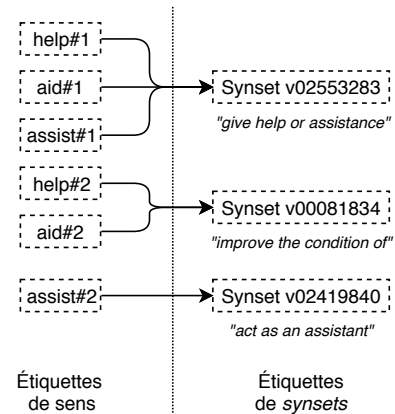 help#1
aid#1
assist#1
Synset v02553283
"give help or assistance"
help#2
aid#2
Synset v00081834
"improve the condition of"
assist#2
Synset v02419840
"act as an assistant"
Étiquettes
de sens
Étiquettes
de synsets